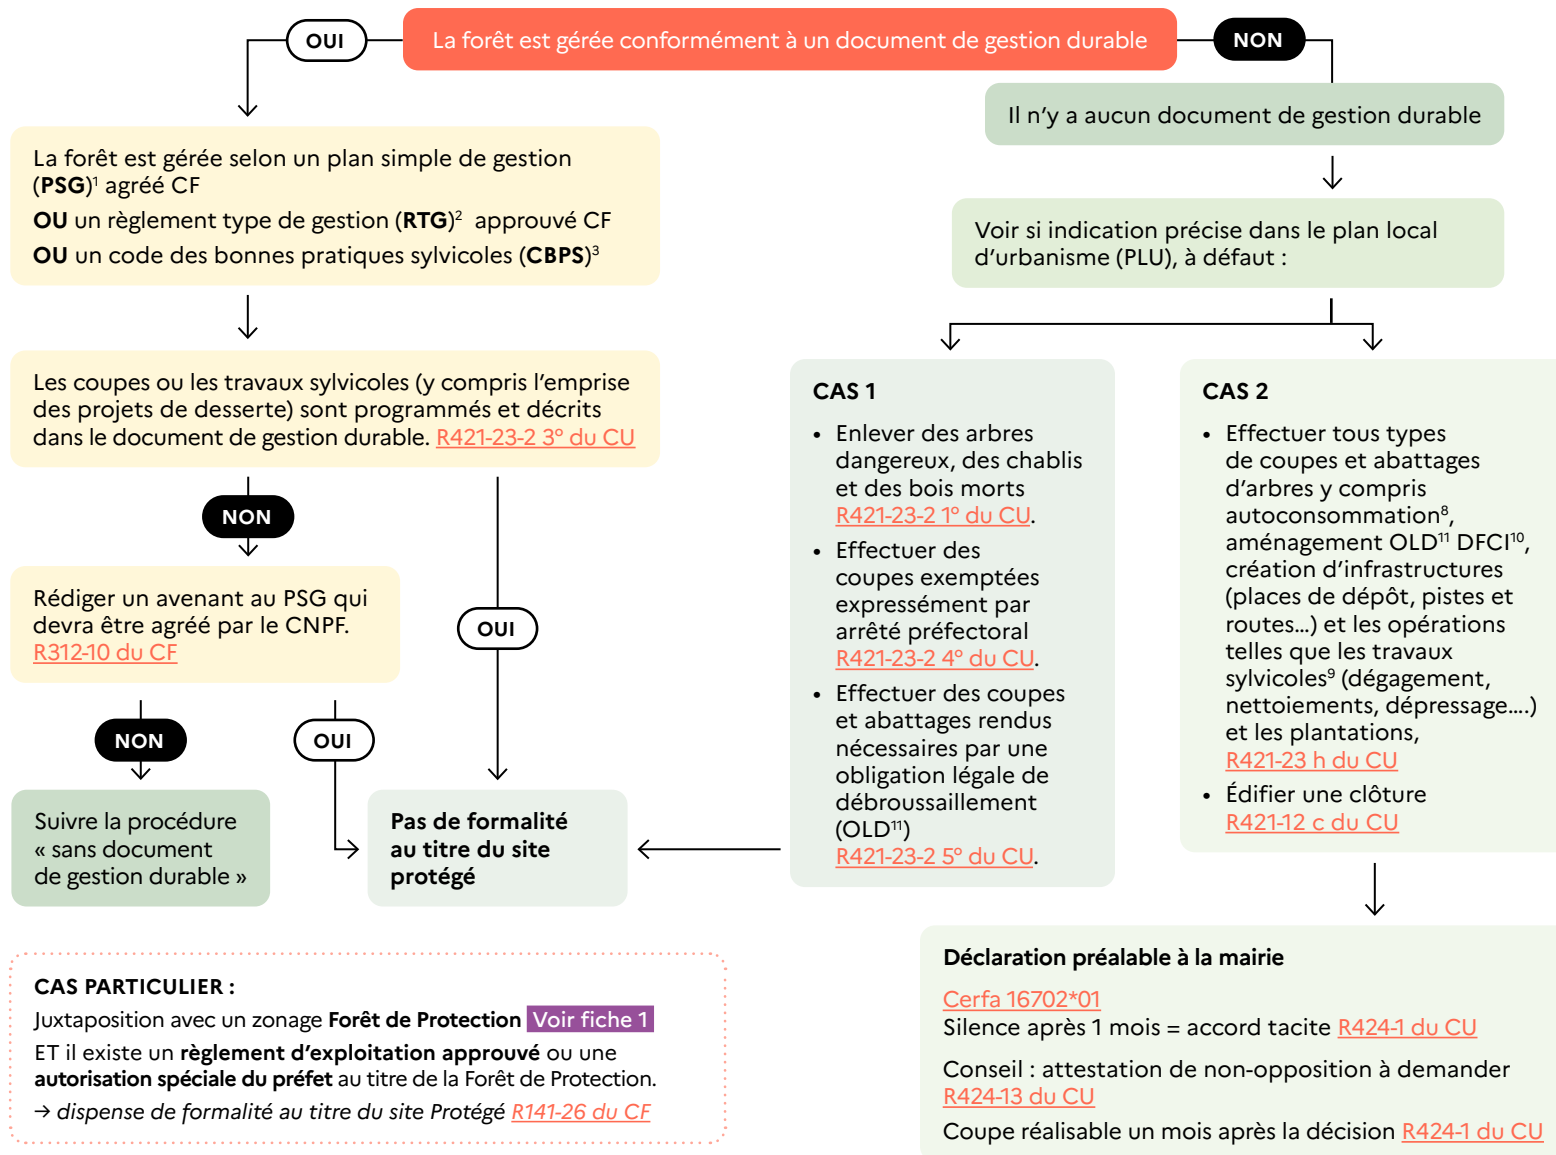 La forêt est gérée conformément à un document de gestion durable
OUI
NON
La forêt est gérée selon un plan simple de gestion
(PSG)¹ agréé CF
OU un règlement type de gestion (RTG)² approuvé CF
OU un code des bonnes pratiques sylvicoles (CBPS)³
Les coupes ou les travaux sylvicoles (y compris l’emprise
des projets de desserte) sont programmés et décrits
dans le document de gestion durable. R421-23-2 3° du CU
NON
OUI
Rédiger un avenant au PSG qui
devra être agréé par le CNPF.
R312-10 du CF
NON
OUI
Suivre la procédure
« sans document
de gestion durable »
Pas de formalité
au titre du site
protégé
Il n’y a aucun document de gestion durable
Voir si indication précise dans le plan local
d’urbanisme (PLU), à défaut :
CAS 1
• Enlever des arbres
dangereux, des chablis
et des bois morts
R421-23-2 1° du CU.
• Effectuer des
coupes exemptées
expressément par
arrêté préfectoral
R421-23-2 4° du CU.
• Effectuer des coupes
et abattages rendus
nécessaires par une
obligation légale de
débroussaillement
(OLD¹¹)
R421-23-2 5° du CU.
CAS 2
• Effectuer tous types
de coupes et abattages
d’arbres y compris
autoconsommation⁸,
aménagement OLD¹¹ DFCI¹⁰,
création d’infrastructures
(places de dépôt, pistes et
routes…) et les opérations
telles que les travaux
sylvicoles⁹ (dégagement,
nettoiements, dépressage….)
et les plantations,
R421-23 h du CU
• Édifier une clôture
R421-12 c du CU
Déclaration préalable à la mairie
Cerfa 16702*01
Silence après 1 mois = accord tacite R424-1 du CU
Conseil : attestation de non-opposition à demander
R424-13 du CU
Coupe réalisable un mois après la décision R424-1 du CU
CAS PARTICULIER :
Juxtaposition avec un zonage Forêt de Protection Voir fiche 1
ET il existe un règlement d’exploitation approuvé ou une
autorisation spéciale du préfet au titre de la Forêt de Protection.
→ dispense de formalité au titre du site Protégé R141-26 du CF